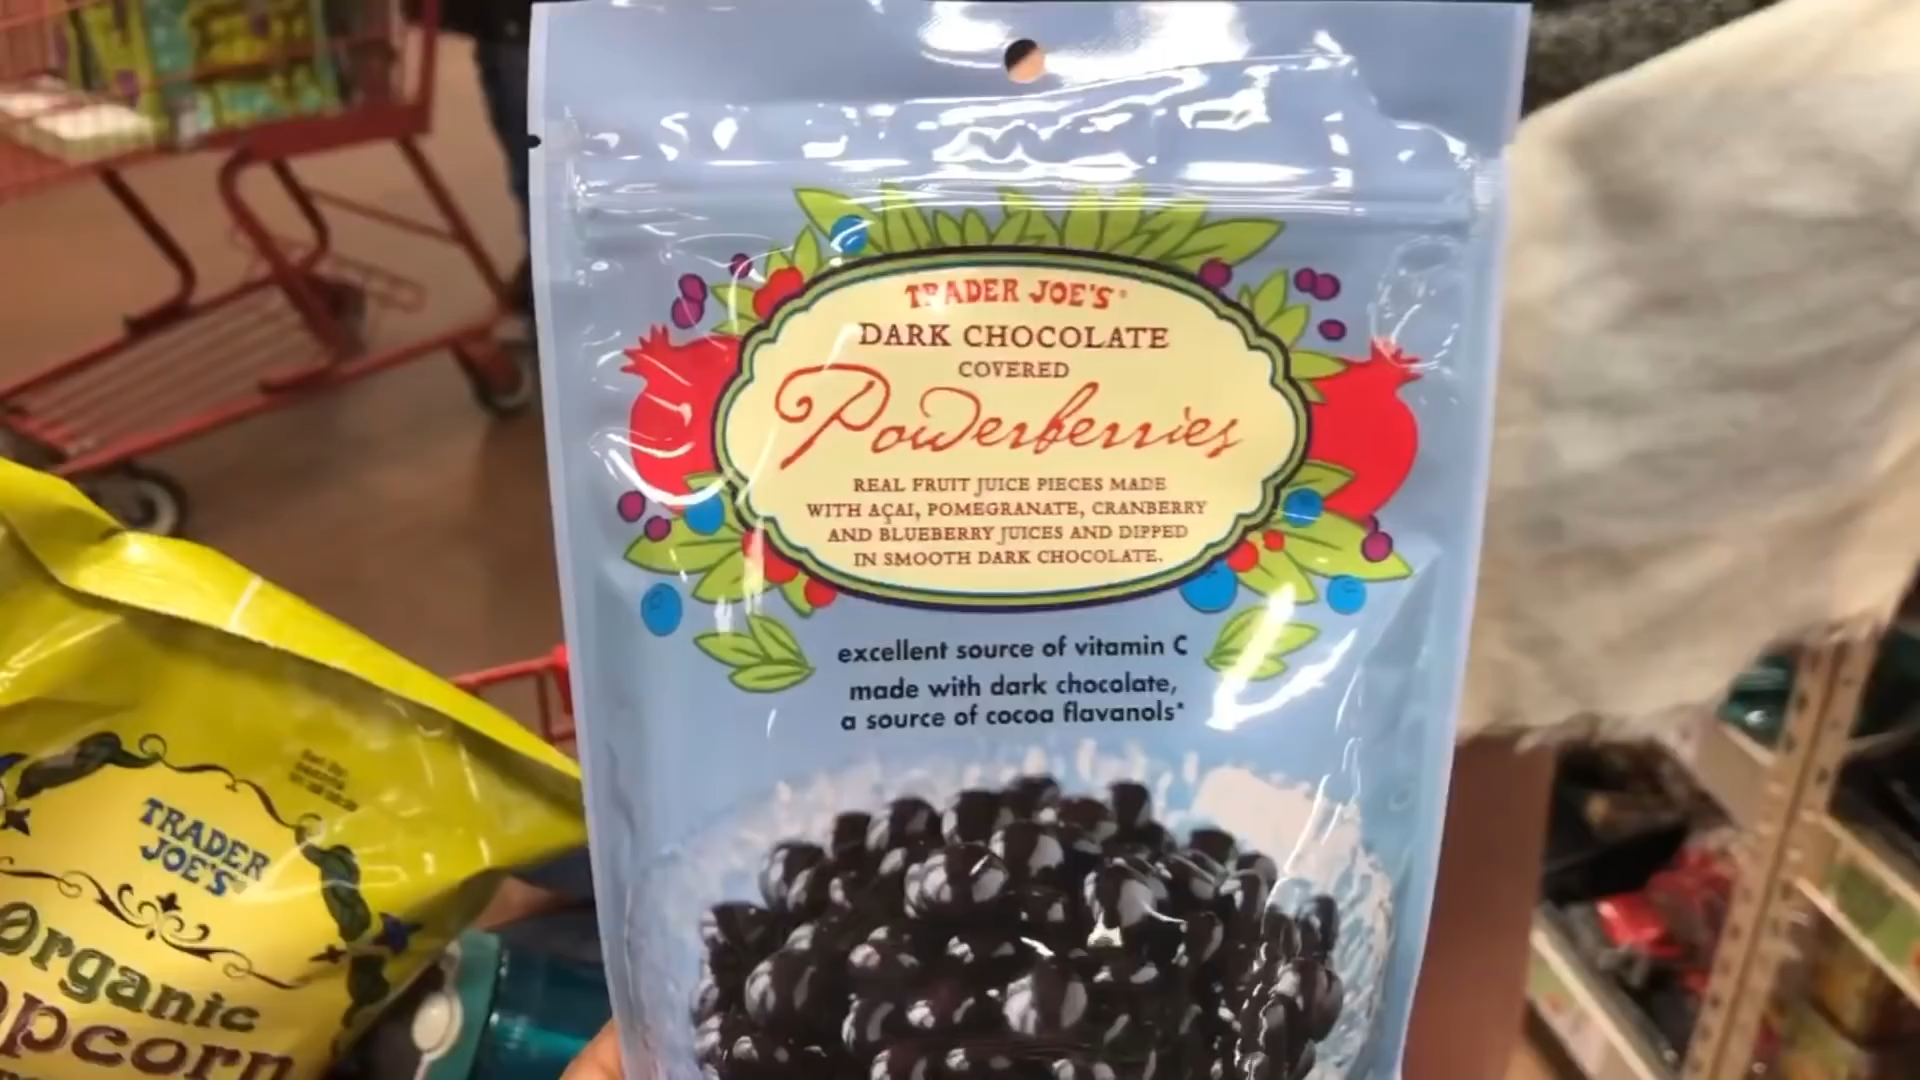 TRADER JOE'S®
DARK CHOCOLATE
COVERED
Powerberries
REAL FRUIT JUICE PIECES MADE
WITH AÇAI, POMEGRANATE, CRANBERRY
AND BLUEBERRY JUICES AND DIPPED
IN SMOOTH DARK CHOCOLATE.
excellent source of vitamin C
made with dark chocolate,
a source of cocoa flavanols*
TRADER
JOE'S
Organic
opcorn